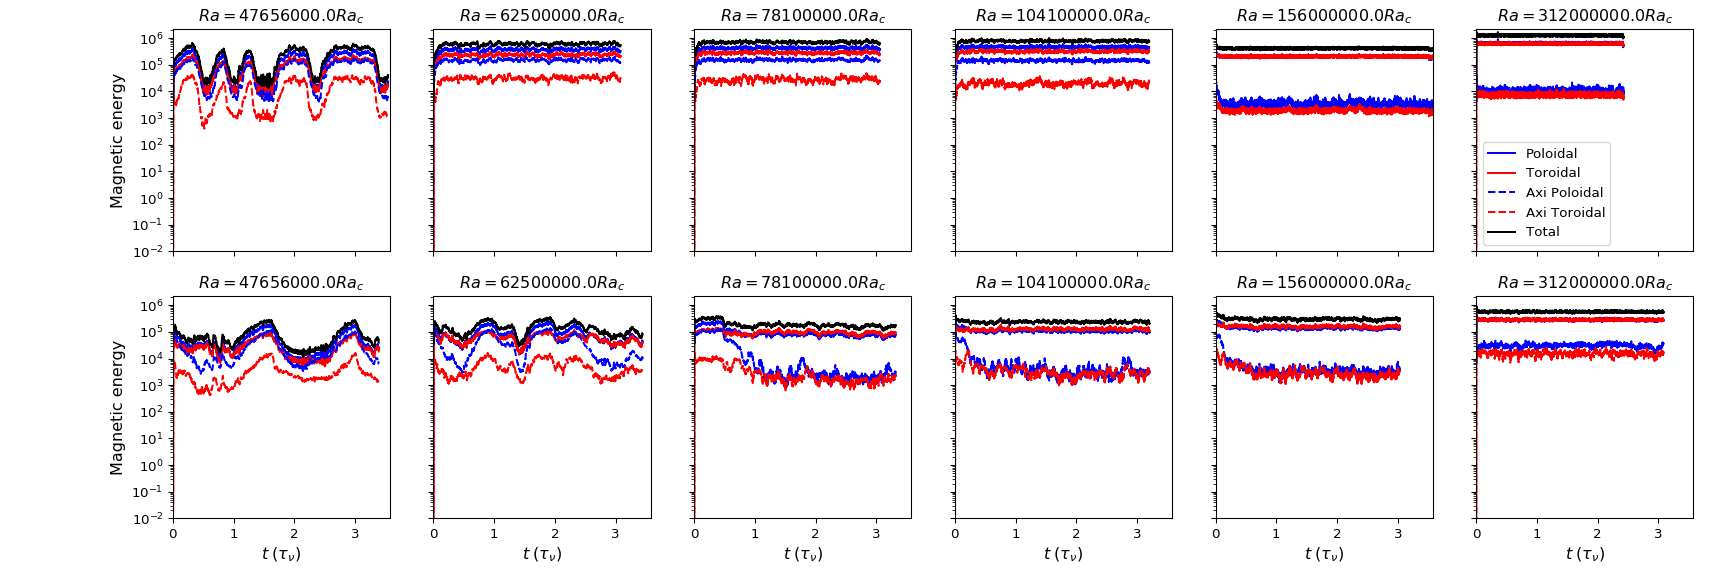 Ra = 47656000.0Ra_c
Ra = 62500000.0Ra_c
Ra = 78100000.0Ra_c
Ra = 104100000.0Ra_c
Ra = 156000000.0Ra_c
Ra = 312000000.0Ra_c
Magnetic energy
10^6
10^5
10^4
10^3
10^2
10^1
10^0
10^-1
10^-2
0 1 2 3
0 1 2 3
0 1 2 3
0 1 2 3
0 1 2 3
0 1 2 3
Poloidal
Toroidal
Axi Poloidal
Axi Toroidal
Total
Ra = 47656000.0Ra_c
Ra = 62500000.0Ra_c
Ra = 78100000.0Ra_c
Ra = 104100000.0Ra_c
Ra = 156000000.0Ra_c
Ra = 312000000.0Ra_c
Magnetic energy
10^6
10^5
10^4
10^3
10^2
10^1
10^0
10^-1
10^-2
t (τ_ν)
t (τ_ν)
t (τ_ν)
t (τ_ν)
t (τ_ν)
t (τ_ν)